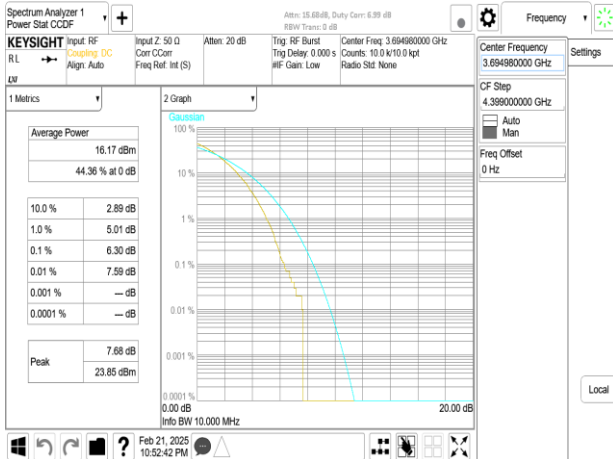 Spectrum Analyzer 1
Power Stat CCDF
Attn: 15.68dB, Duty Corr: 6.99 dB
RBW Trans: 0 dB
Frequency
KEYSIGHT
RL
Input: RF
Coupling: DC
Align: Auto
Input Z: 50 Ω
Corr CCorr
Freq Ref: Int (S)
Atten: 20 dB
Trig: RF Burst
Trig Delay: 0.000 s
#IF Gain: Low
Center Freq: 3.694980000 GHz
Counts: 10.0 k/10.0 kpt
Radio Std: None
Center Frequency
3.694980000 GHz
Settings
CF Step
4.399000000 GHz
Auto
Man
Freq Offset
0 Hz
1 Metrics
Average Power
16.17 dBm
44.36 % at 0 dB
10.0 % 2.89 dB
1.0 % 5.01 dB
0.1 % 6.30 dB
0.01 % 7.59 dB
0.001 % --- dB
0.0001 % --- dB
Peak
7.68 dB
23.85 dBm
2 Graph
Gaussian
100 %
10 %
1 %
0.1 %
0.01 %
0.001 %
0.0001 %
0.00 dB
20.00 dB
Info BW 10.000 MHz
Local
?
Feb 21, 2025
10:52:42 PM